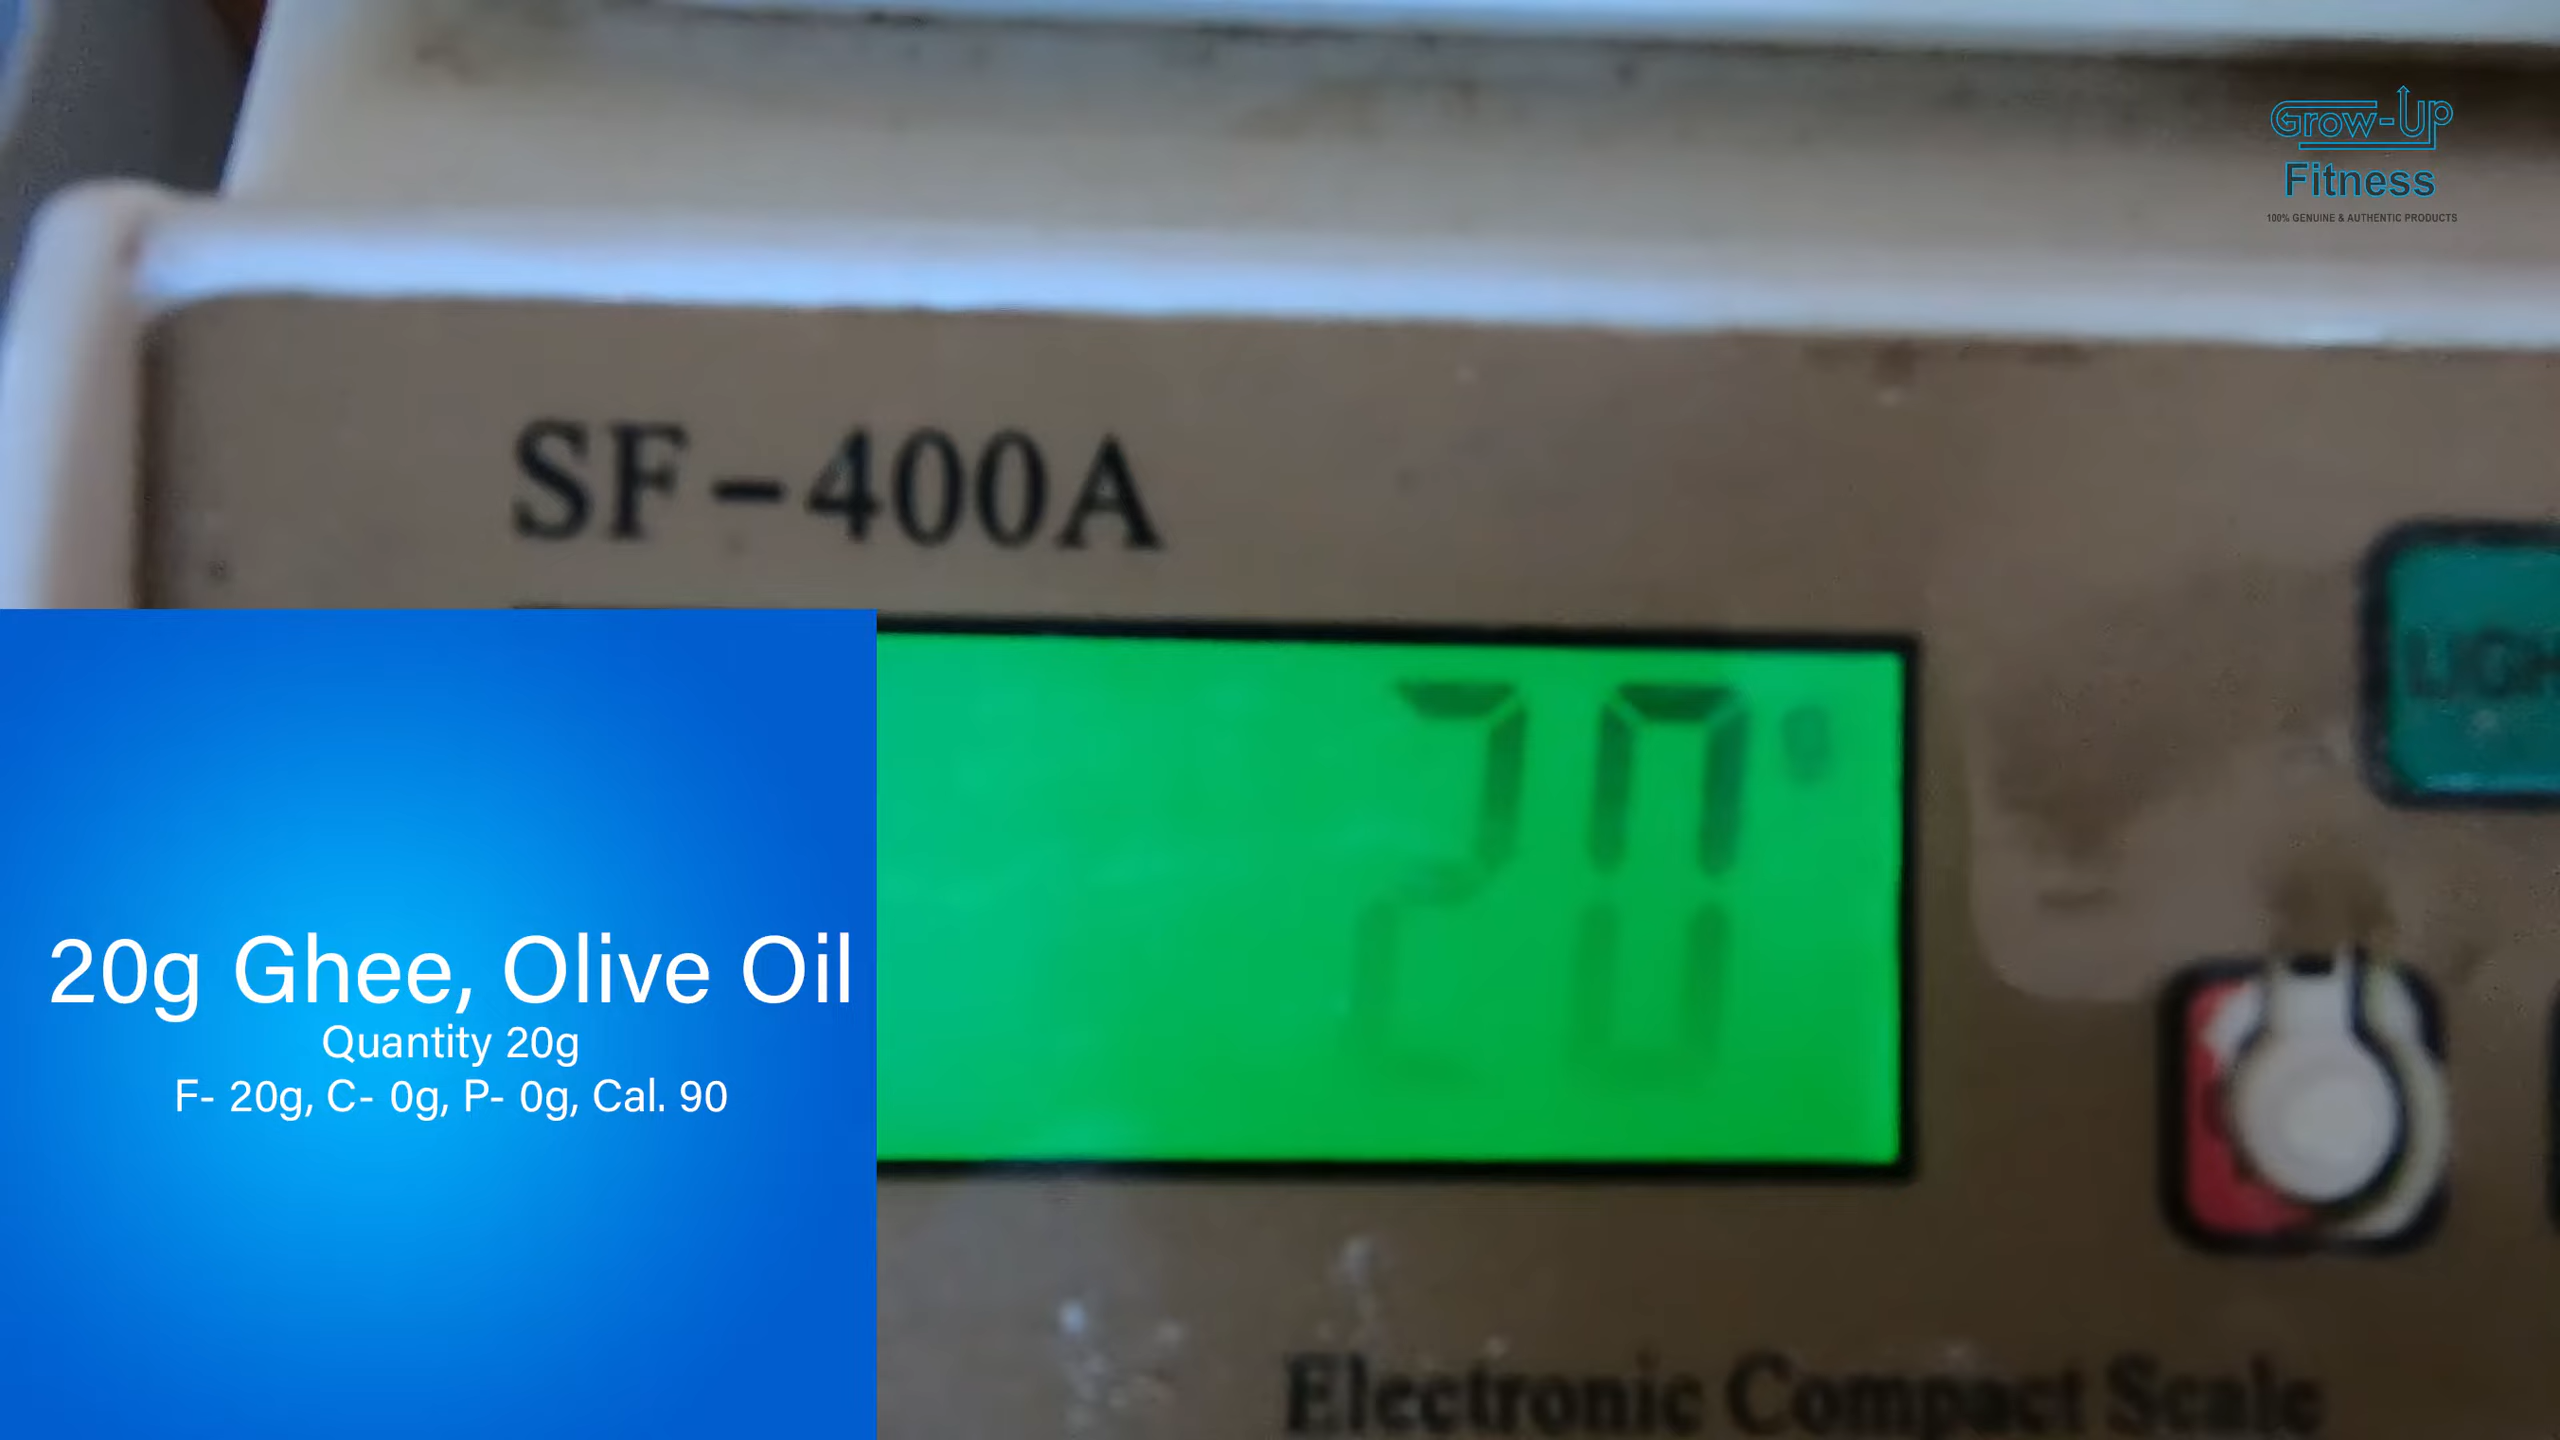 Grow-Up
Fitness
100% GENUINE & AUTHENTIC PRODUCTS
SF-400A
20 g
20g Ghee, Olive Oil
Quantity 20g
F- 20g, C- 0g, P- 0g, Cal. 90
Electronic Compact Scale